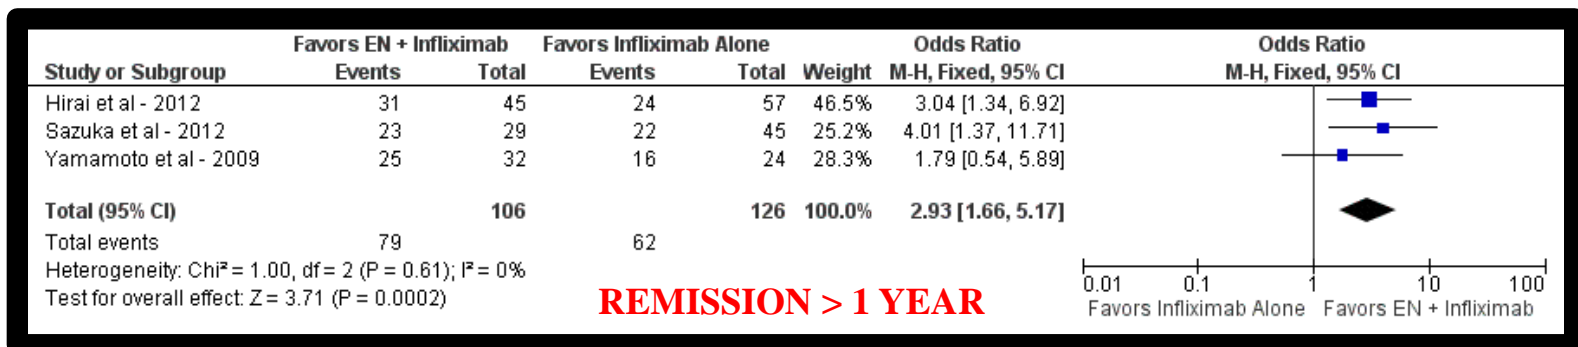 Favors EN + Infliximab Favors Infliximab Alone Odds Ratio Odds Ratio
Study or Subgroup Events Total Events Total Weight M-H, Fixed, 95% CI M-H, Fixed, 95% CI
Hirai et al - 2012 31 45 24 57 46.5% 3.04 [1.34, 6.92]
Sazuka et al - 2012 23 29 22 45 25.2% 4.01 [1.37, 11.71]
Yamamoto et al - 2009 25 32 16 24 28.3% 1.79 [0.54, 5.89]
Total (95% CI) 106 126 100.0% 2.93 [1.66, 5.17]
Total events 79 62
Heterogeneity: Chi² = 1.00, df = 2 (P = 0.61); I² = 0%
Test for overall effect: Z = 3.71 (P = 0.0002)
REMISSION > 1 YEAR
0.01 0.1 1 10 100
Favors Infliximab Alone Favors EN + Infliximab